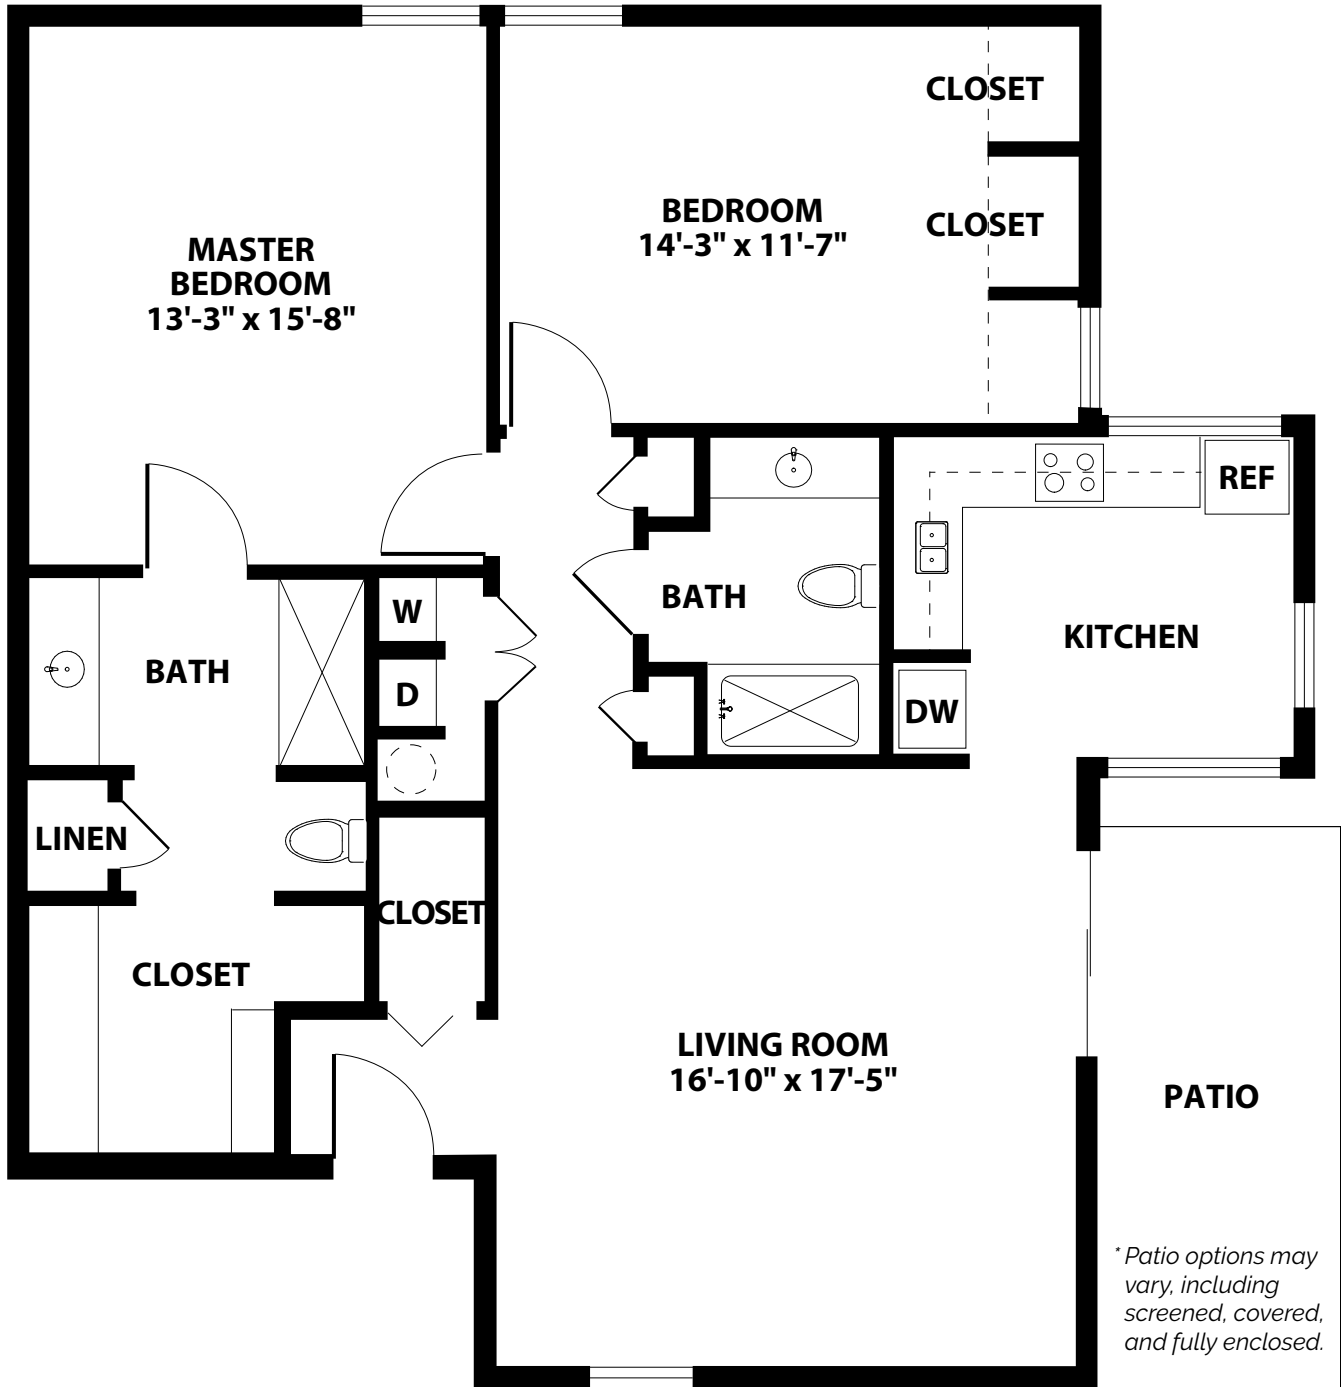 CLOSET
BEDROOM
14'-3" x 11'-7"
CLOSET
MASTER
BEDROOM
13'-3" x 15'-8"
REF
W
BATH
KITCHEN
BATH
D
DW
LINEN
CLOSET
CLOSET
LIVING ROOM
16'-10" x 17'-5"
PATIO
* Patio options may
vary, including
screened, covered,
and fully enclosed.